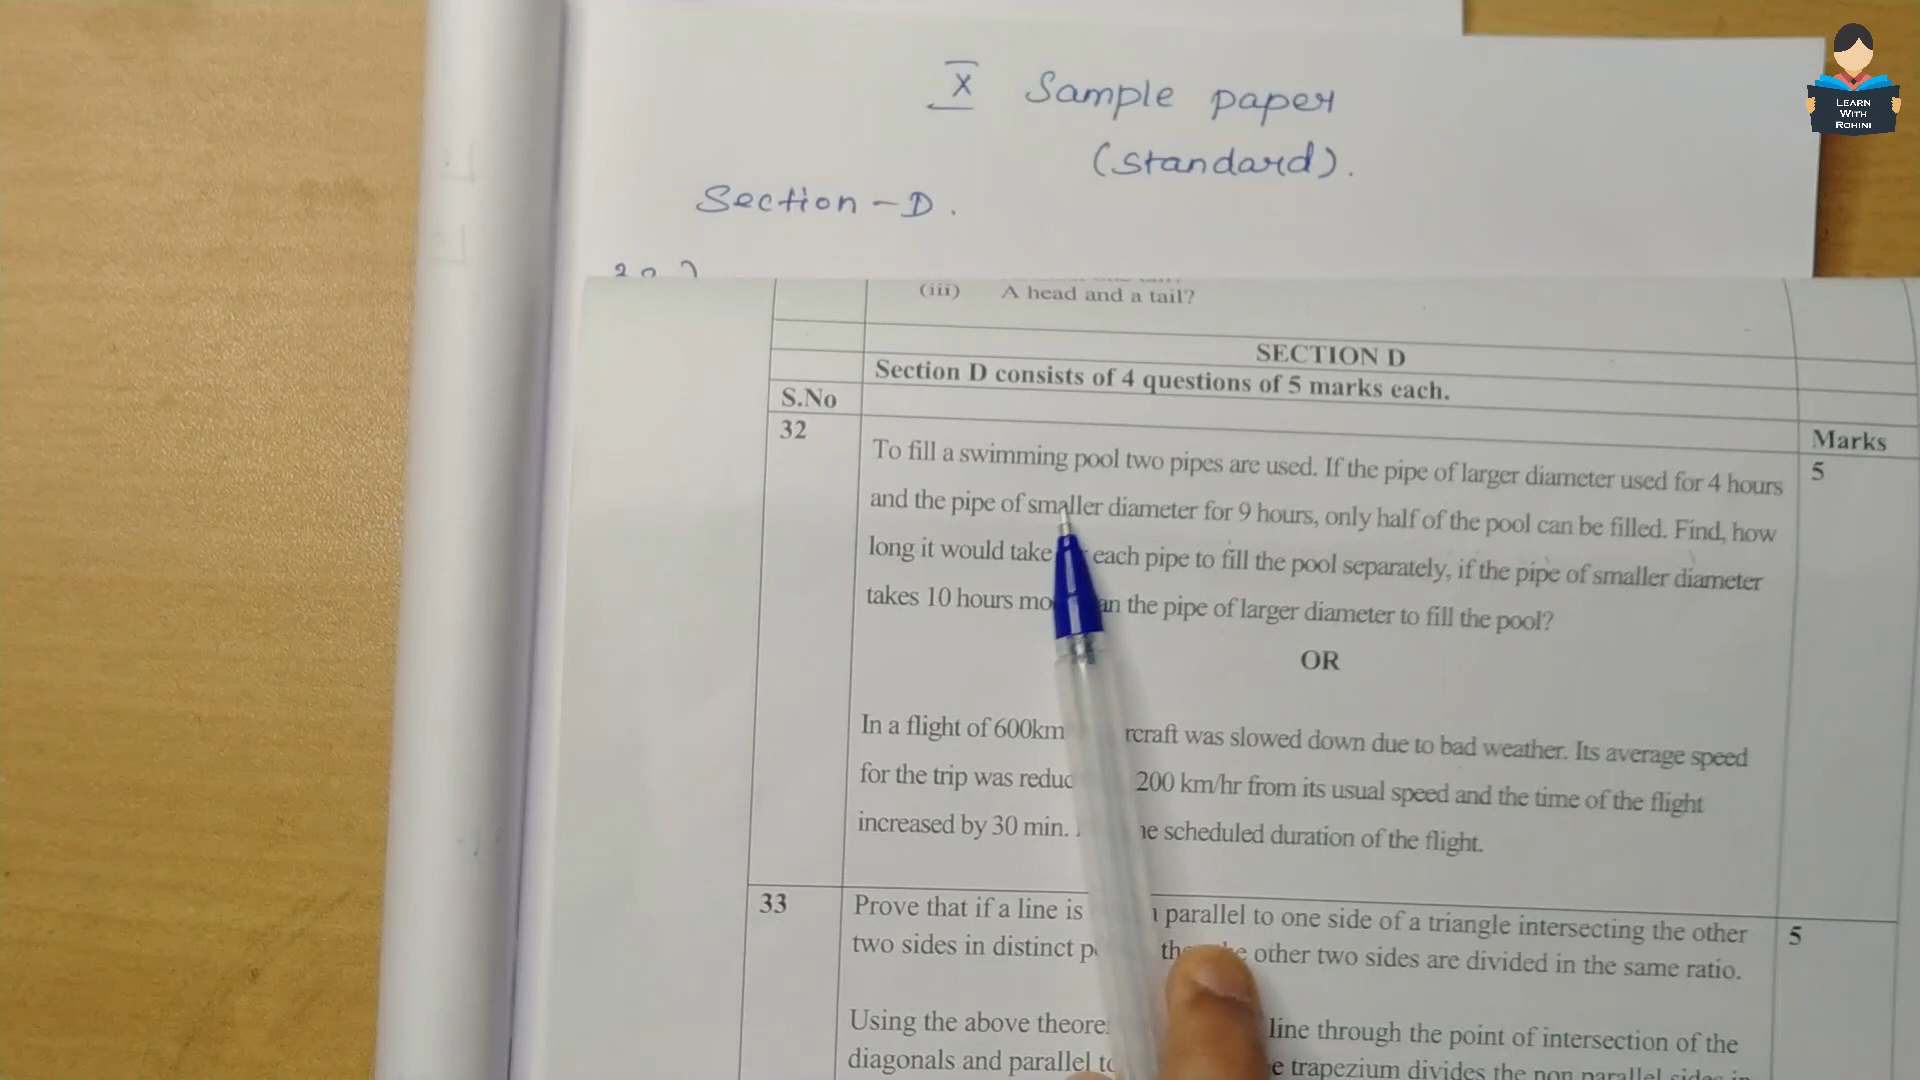 LEARN
WITH
ROHINI
X Sample paper
(standard).
Section - D.
(iii) A head and a tail?
SECTION D
Section D consists of 4 questions of 5 marks each.
S.No
Marks
32
To fill a swimming pool two pipes are used. If the pipe of larger diameter used for 4 hours
5
and the pipe of smaller diameter for 9 hours, only half of the pool can be filled. Find, how
long it would take each pipe to fill the pool separately, if the pipe of smaller diameter
takes 10 hours the pipe of larger diameter to fill the pool?
OR
In a flight of 600km was slowed down due to bad weather. Its average speed
for the trip was 200 km/hr from its usual speed and the time of the flight
increased by 30 min. scheduled duration of the flight.
33
Prove that if a line is parallel to one side of a triangle intersecting the other
5
two sides in distinct other two sides are divided in the same ratio.
Using the above line through the point of intersection of the
diagonals and parallel trapezium divides the non parallel sides in